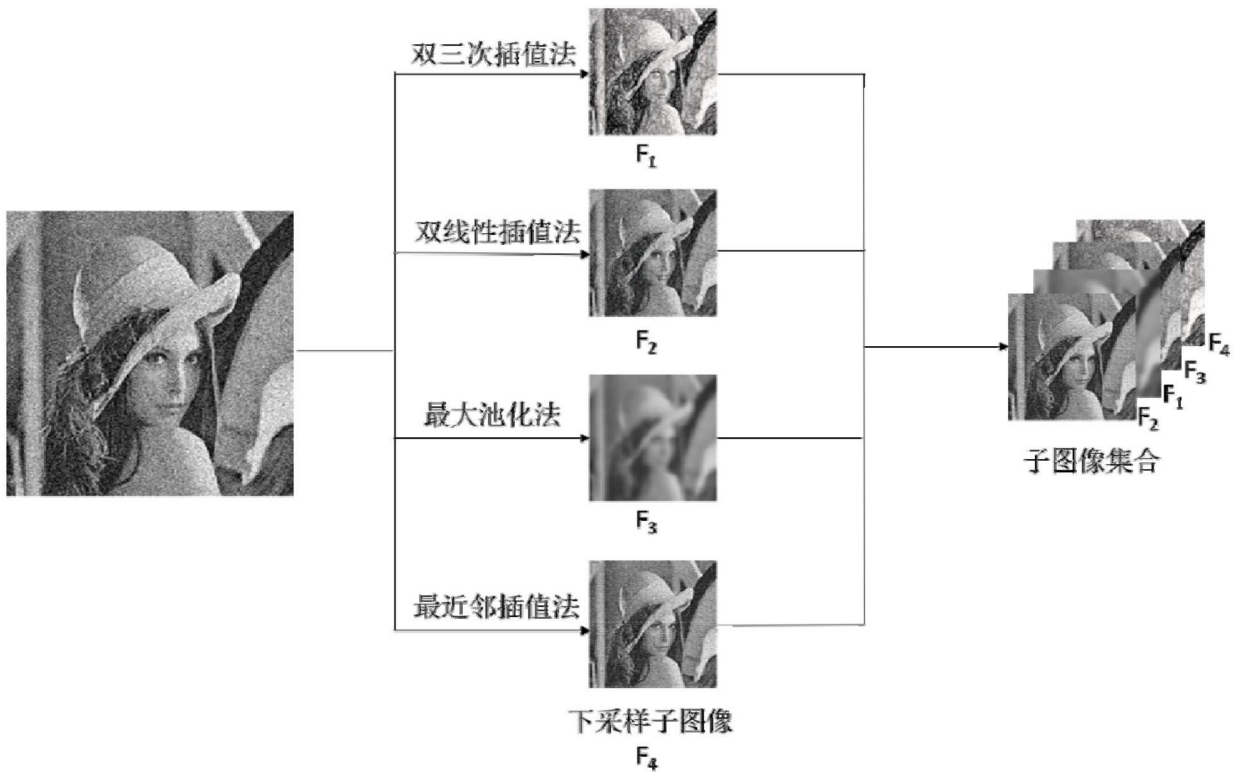 双三次插值法
F₁
双线性插值法
F₂
最大池化法
F₃
最近邻插值法
下采样子图像
F₄
F₄
F₃
F₁
F₂
子图像集合